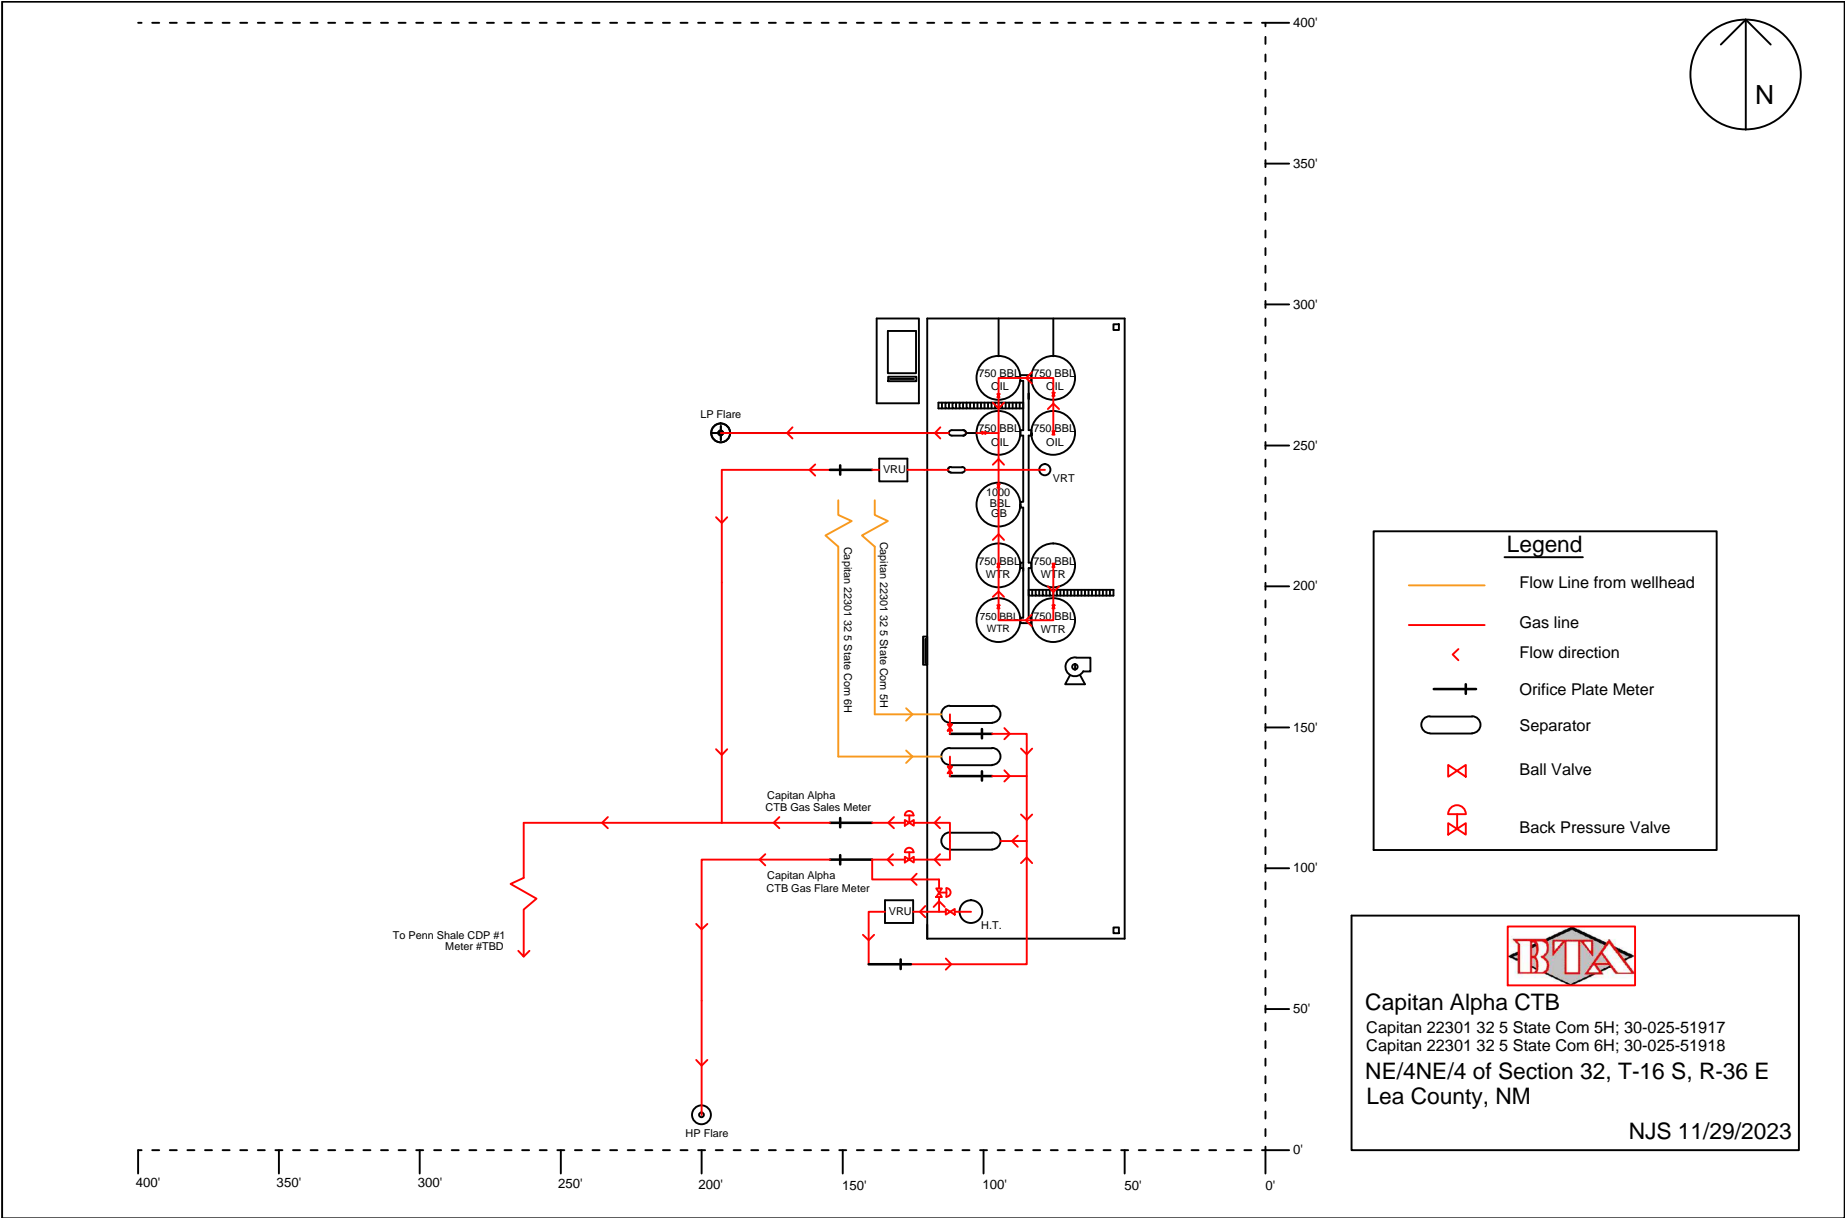 400'
N
350'
300'
750 BBL
OIL
750 BBL
OIL
LP Flare
750 BBL
OIL
750 BBL
OIL
250'
VRU
VRT
1000
BBL
GB
Capitan 22301 32 5 State Com 6H
Capitan 22301 32 5 State Com 5H
750 BBL
WTR
750 BBL
WTR
200'
750 BBL
WTR
750 BBL
WTR
150'
Capitan Alpha
CTB Gas Sales Meter
Capitan Alpha
CTB Gas Flare Meter
100'
VRU
H.T.
To Penn Shale CDP #1
Meter #TBD
50'
HP Flare
0'
400'
350'
300'
250'
200'
150'
100'
50'
0'
Legend
Flow Line from wellhead
Gas line
Flow direction
Orifice Plate Meter
Separator
Ball Valve
Back Pressure Valve
BTA
Capitan Alpha CTB
Capitan 22301 32 5 State Com 5H; 30-025-51917
Capitan 22301 32 5 State Com 6H; 30-025-51918
NE/4NE/4 of Section 32, T-16 S, R-36 E
Lea County, NM
NJS 11/29/2023